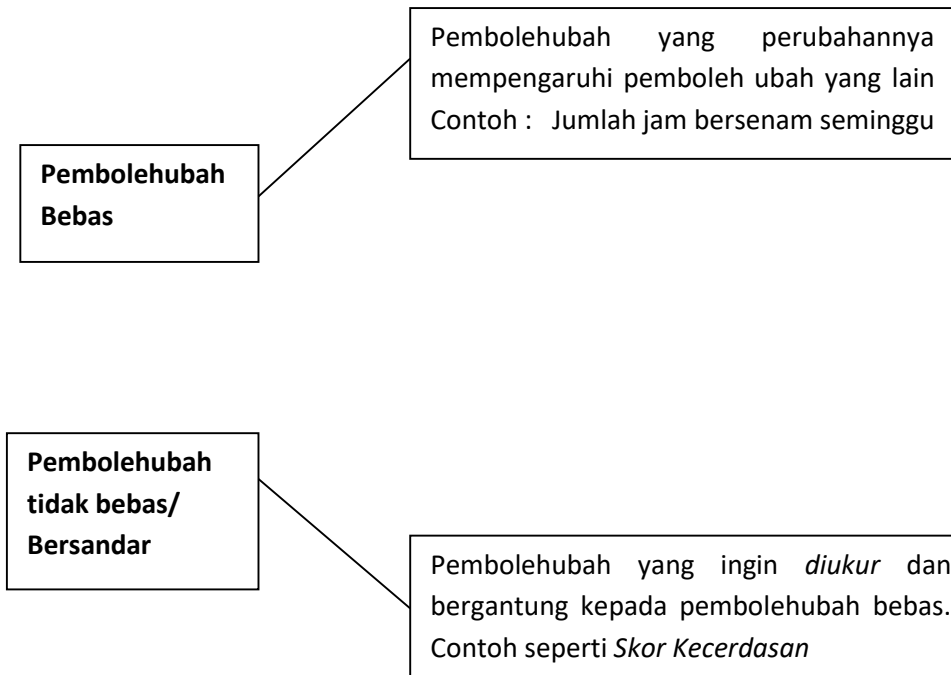 Pembolehubah yang perubahannya
mempengaruhi pemboleh ubah yang lain
Contoh : Jumlah jam bersenam seminggu
Pembolehubah
Bebas
Pembolehubah
tidak bebas/
Bersandar
Pembolehubah yang ingin diukur dan
bergantung kepada pembolehubah bebas.
Contoh seperti Skor Kecerdasan